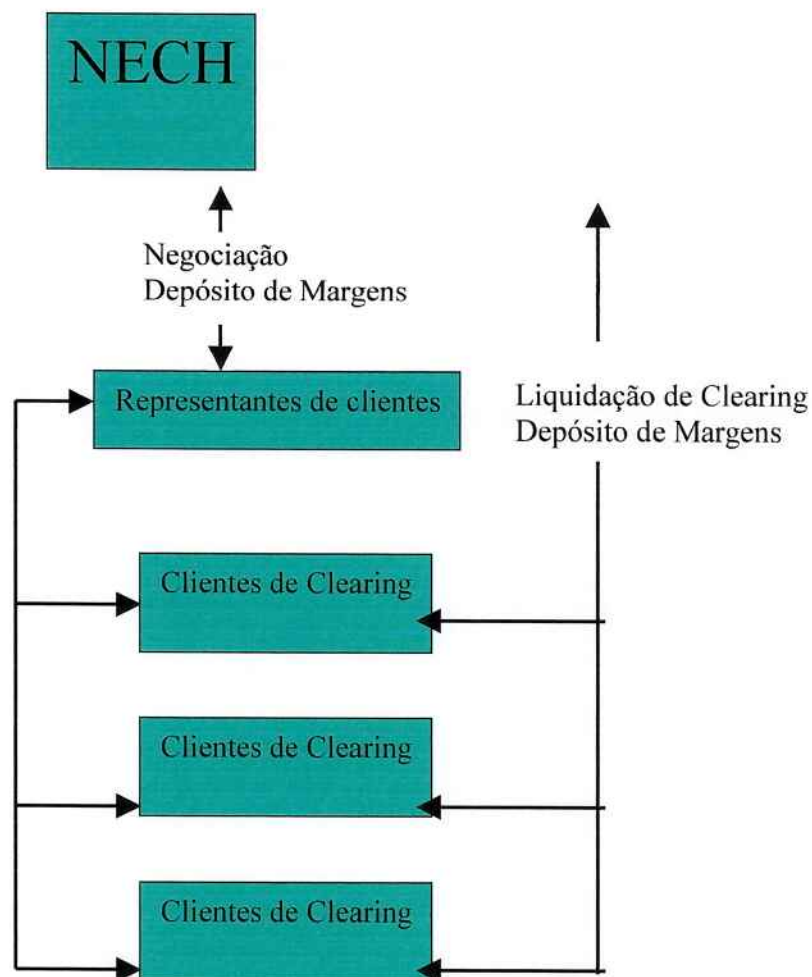 NECH
Negociação
Depósito de Margens
Representantes de clientes
Liquidação de Clearing
Depósito de Margens
Clientes de Clearing
Clientes de Clearing
Clientes de Clearing